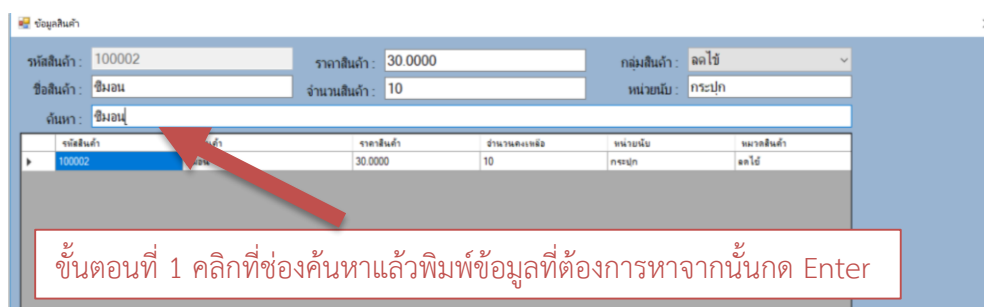 ข้อมูลสินค้า
รหัสสินค้า : 100002 ราคาสินค้า : 30.0000 กลุ่มสินค้า : ลดไข้
ชื่อสินค้า : ซีมอน จำนวนสินค้า : 10 หน่วยนับ : กระปุก
ค้นหา : ซีมอน
รหัสสินค้า ราคาสินค้า จำนวนคงเหลือ หน่วยนับ หมวดสินค้า
100002 30.0000 10 กระปุก ลดไข้
ขั้นตอนที่ 1 คลิกที่ช่องค้นหาแล้วพิมพ์ข้อมูลที่ต้องการหาจากนั้นกด Enter